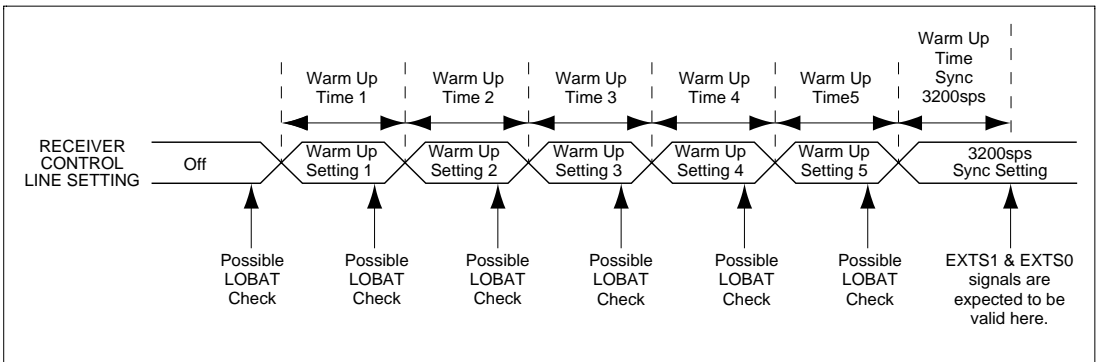 Warm Up
Time
Sync
3200sps
Warm Up
Time 1
Warm Up
Time 2
Warm Up
Time 3
Warm Up
Time 4
Warm Up
Time5
RECEIVER
CONTROL
LINE SETTING
Off
Warm Up
Setting 1
Warm Up
Setting 2
Warm Up
Setting 3
Warm Up
Setting 4
Warm Up
Setting 5
3200sps
Sync Setting
Possible
LOBAT
Check
Possible
LOBAT
Check
Possible
LOBAT
Check
Possible
LOBAT
Check
Possible
LOBAT
Check
Possible
LOBAT
Check
EXTS1 & EXTS0
signals are
expected to be
valid here.